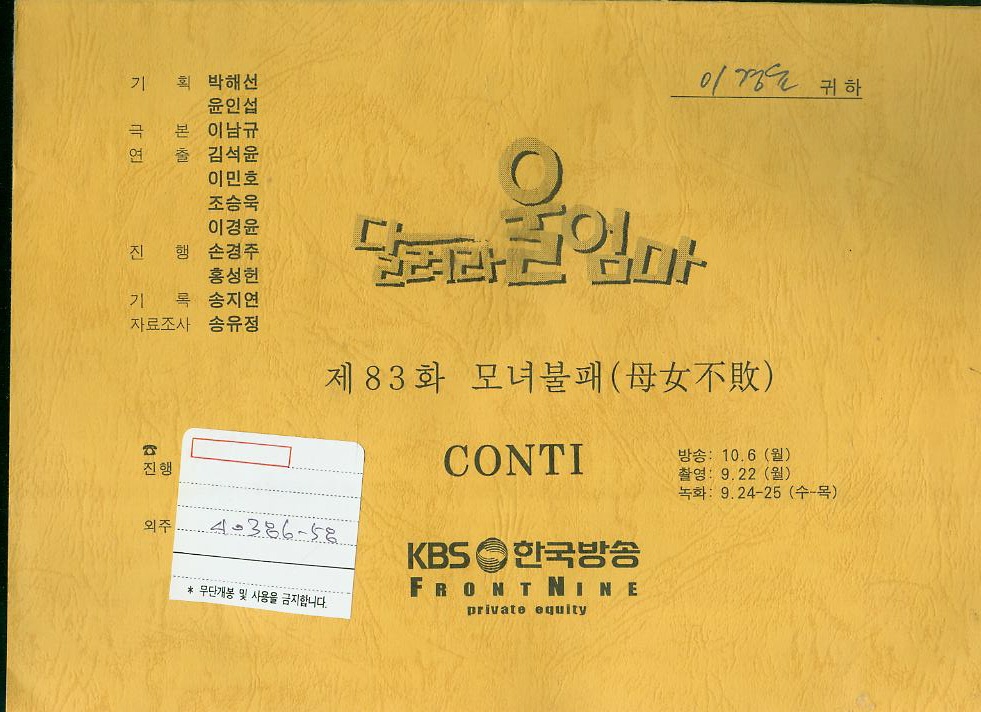 기 획 박해선
윤인섭
극 본 이남규
연 출 김석윤
이민호
조승욱
이경윤
진 행 손경주
홍성헌
기 록 송지연
자료조사 송유정
귀하
달려라 울엄마
제83화 모녀불패(母女不敗)
CONTI
방송: 10.6 (월)
촬영: 9.22 (월)
녹화: 9.24-25 (수-목)
☎
진행
외주
40386-58
* 무단개봉 및 사용을 금지합니다.
KBS 한국방송
FRONTNINE
private equity